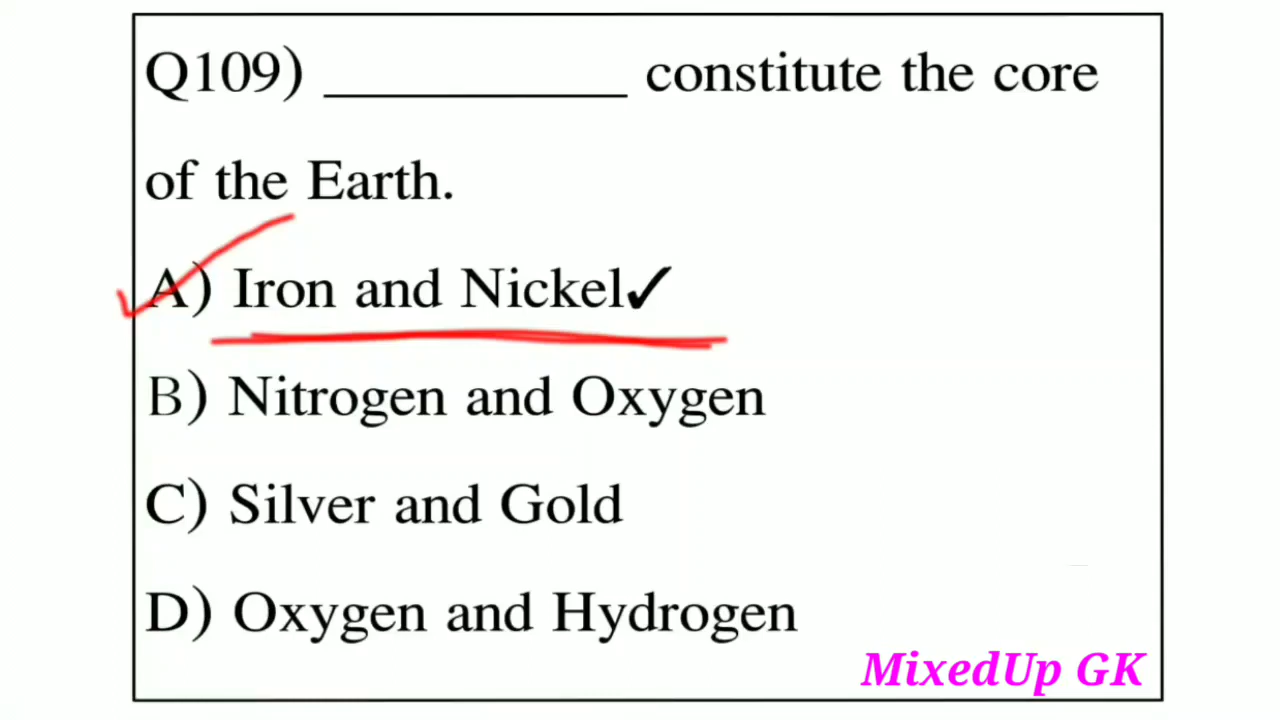 Q109) ___________ constitute the core
of the Earth.
A) Iron and Nickel✓
B) Nitrogen and Oxygen
C) Silver and Gold
D) Oxygen and Hydrogen
MixedUp GK